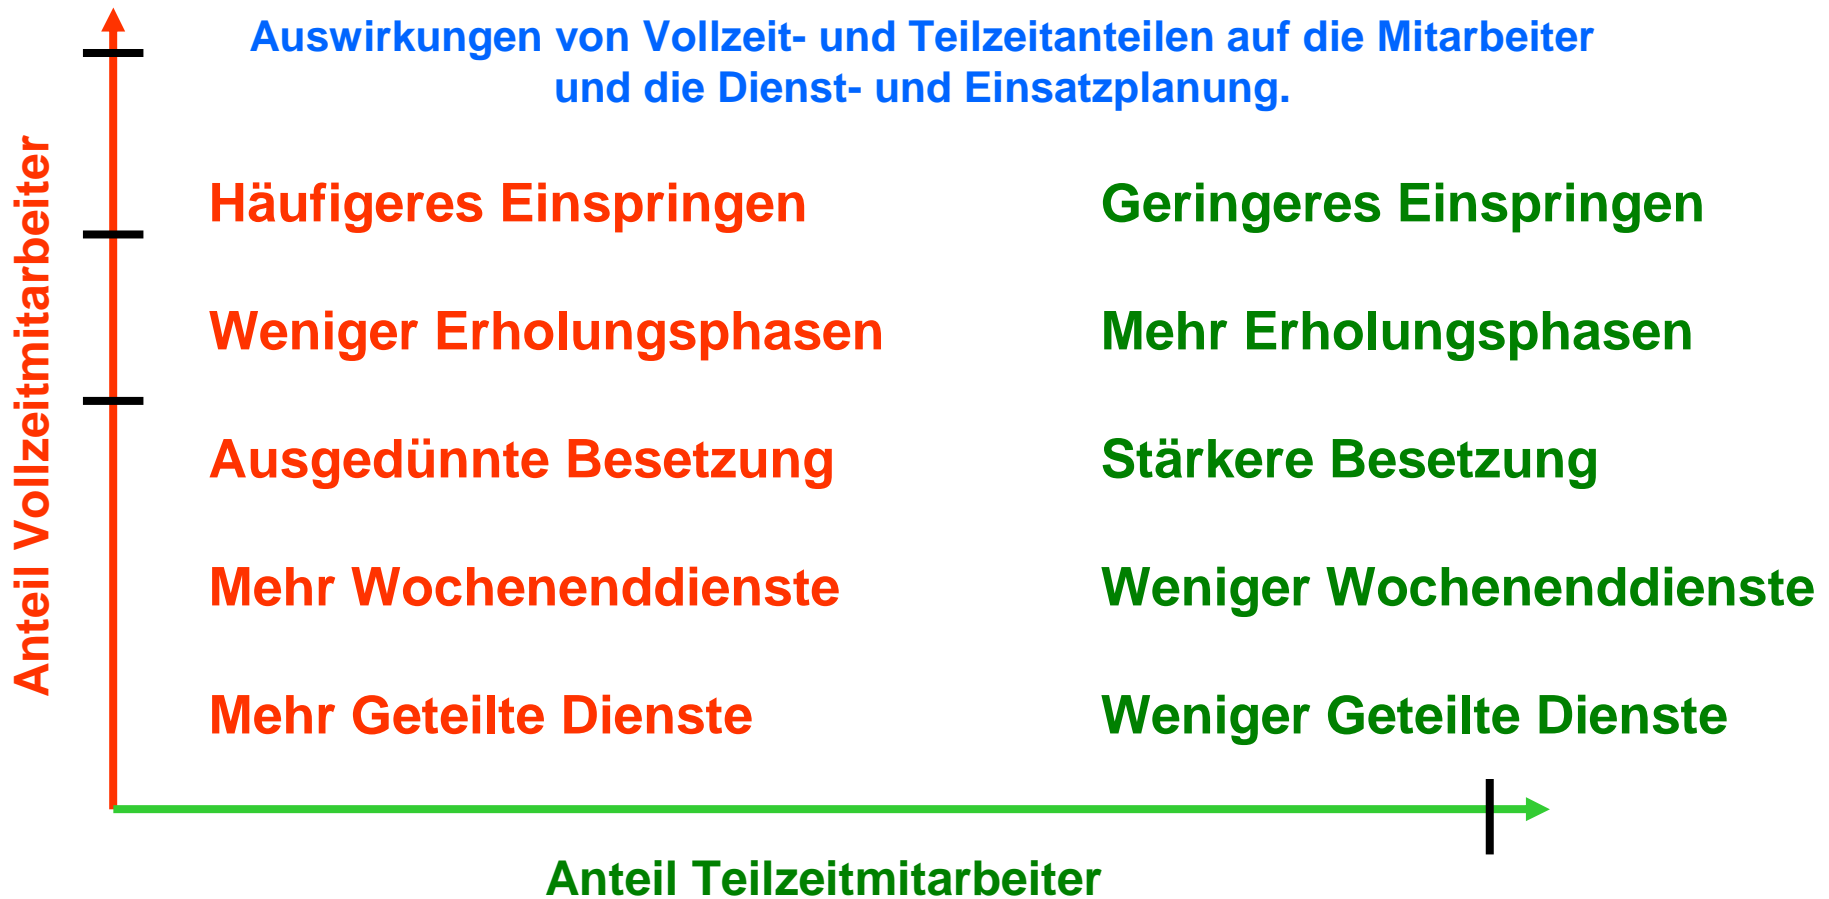 Auswirkungen von Vollzeit- und Teilzeitanteilen auf die Mitarbeiter
und die Dienst- und Einsatzplanung.
Anteil Vollzeitmitarbeiter
Häufigeres Einspringen
Geringeres Einspringen
Weniger Erholungsphasen
Mehr Erholungsphasen
Ausgedünnte Besetzung
Stärkere Besetzung
Mehr Wochenenddienste
Weniger Wochenenddienste
Mehr Geteilte Dienste
Weniger Geteilte Dienste
Anteil Teilzeitmitarbeiter